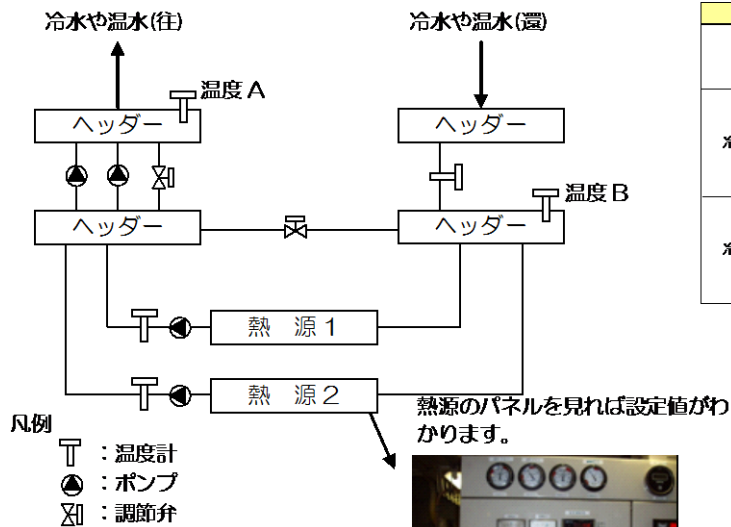 冷水や温水(往)
冷水や温水(還)
温度A
ヘッダー
ヘッダー
温度B
ヘッダー
ヘッダー
熱 源1
熱 源2
熱源のパネルを見れば設定値がわ
かります。
凡例
:温度計
:ポンプ
:調節弁
冷
冷